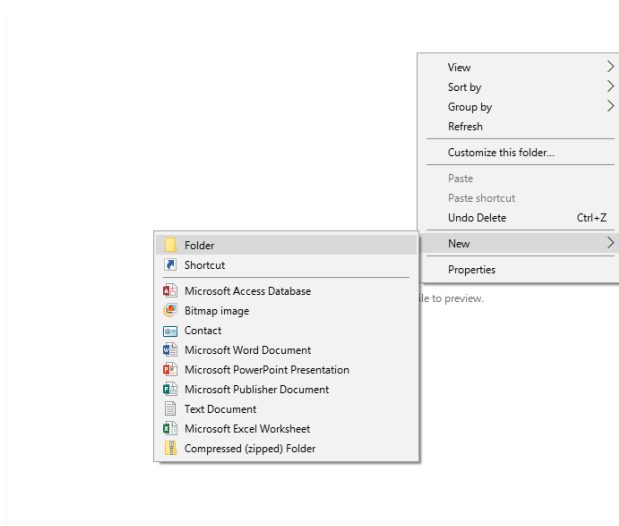 View
Sort by
Group by
Refresh
Customize this folder...
Paste
Paste shortcut
Undo Delete Ctrl+Z
New
Properties
Folder
Shortcut
Microsoft Access Database
Bitmap image
Contact
Microsoft Word Document
Microsoft PowerPoint Presentation
Microsoft Publisher Document
Text Document
Microsoft Excel Worksheet
Compressed (zipped) Folder
to preview.